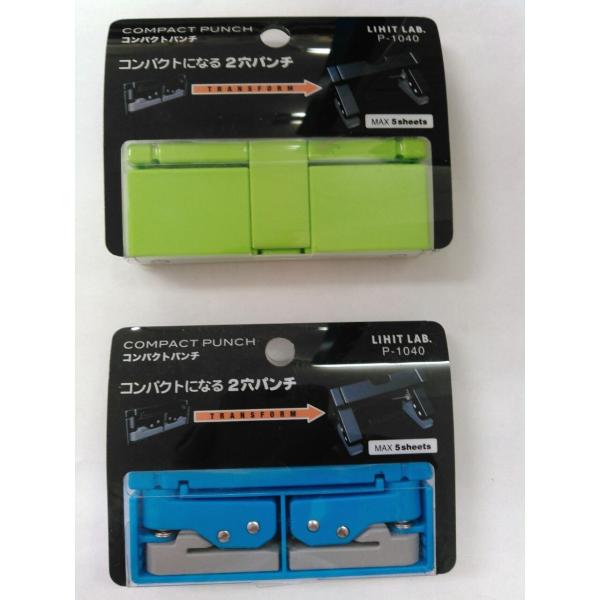 COMPACT PUNCH
コンパクトパンチ
LIHIT LAB.
P-1040
コンパクトになる 2穴パンチ
TRANSFORM
MAX 5sheets
COMPACT PUNCH
コンパクトパンチ
LIHIT LAB.
P-1040
コンパクトになる 2穴パンチ
TRANSFORM
MAX 5sheets